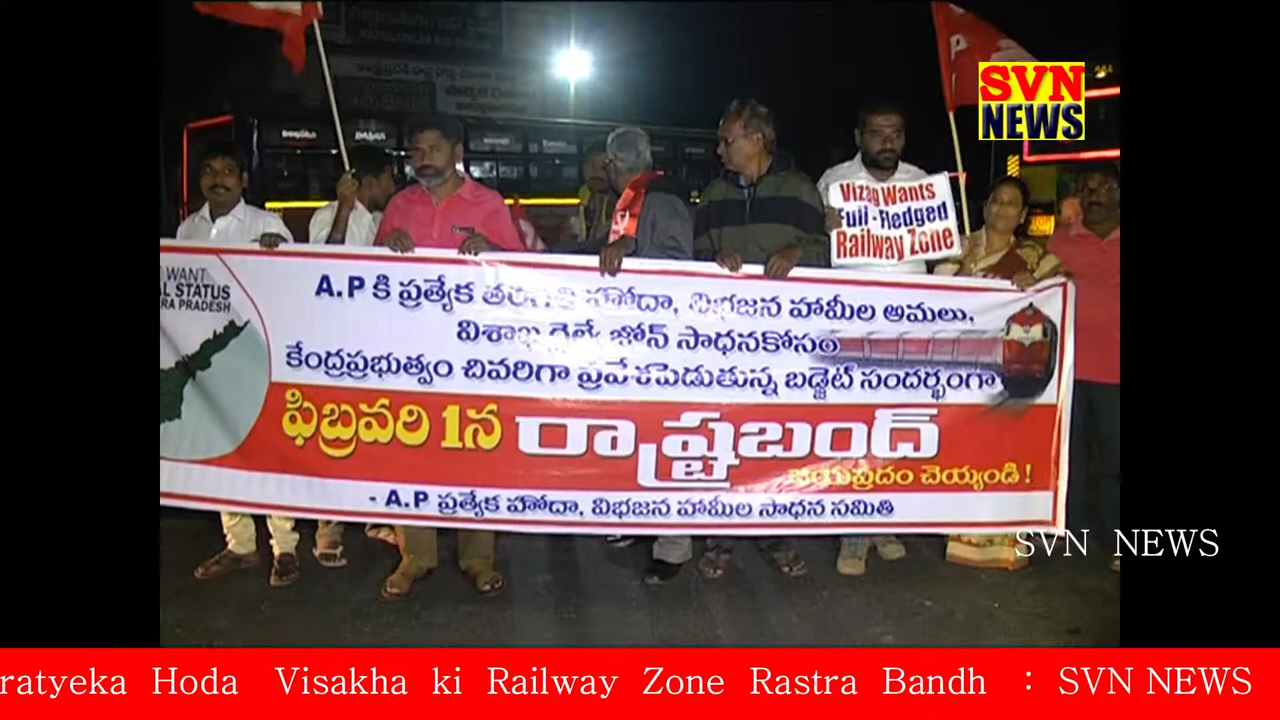 SVN
NEWS
Vizag Wants
Full - Fledged
Railway Zone
WANT
L STATUS
RA PRADESH
A.P కి ప్రత్యేక తరగతి హోదా, విభజన హామీల అమలు,
విశాఖ రైల్వే జోన్ సాధనకోసం
కేంద్రప్రభుత్వం చివరిగా ప్రవేశపెడుతున్న బడ్జెట్ సందర్భంగా
ఫిబ్రవరి 1న రాష్ట్రబంద్
జయప్రదం చెయ్యండి!
- A.P ప్రత్యేక హోదా, విభజన హామీల సాధన సమితి
SVN NEWS
ratyeka Hoda Visakha ki Railway Zone Rastra Bandh : SVN NEWS